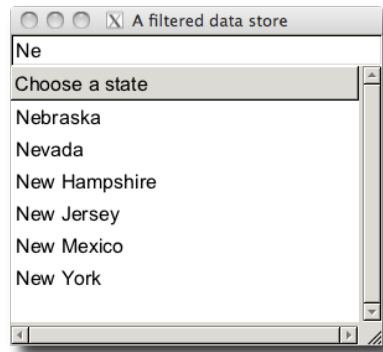 A filtered data store
Ne
Choose a state
Nebraska
Nevada
New Hampshire
New Jersey
New Mexico
New York